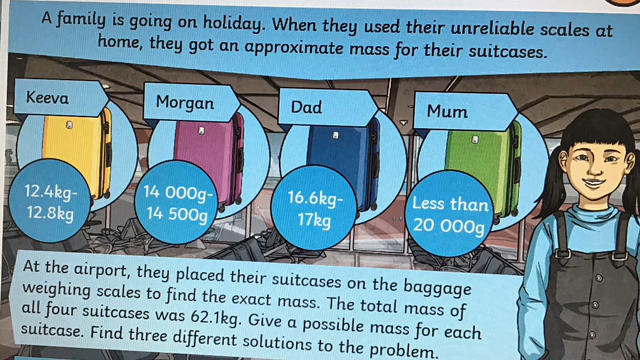 A family is going on holiday. When they used their unreliable scales at
home, they got an approximate mass for their suitcases.
Keeva
Morgan
Dad
Mum
12.4kg-
12.8kg
14 000g-
14 500g
16.6kg-
17kg
Less than
20 000g
At the airport, they placed their suitcases on the baggage
weighing scales to find the exact mass. The total mass of
all four suitcases was 62.1kg. Give a possible mass for each
suitcase. Find three different solutions to the problem.